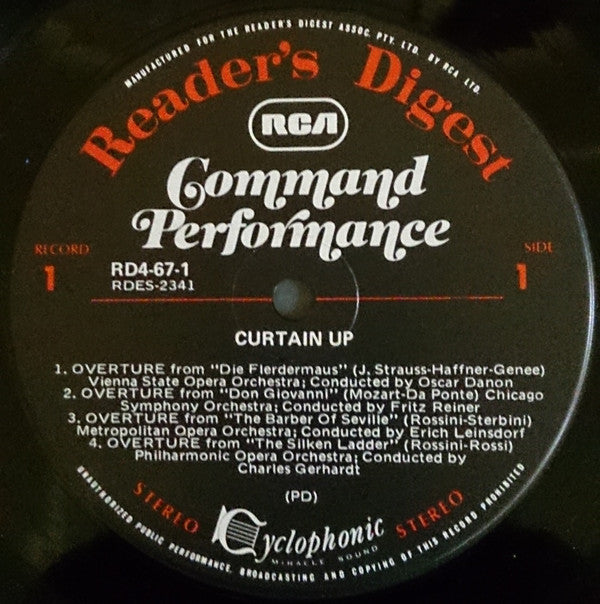 MANUFACTURED FOR THE READER'S DIGEST ASSOC. PTY. LTD. BY RCA LTD.
Reader's Digest
RCA
Command
Performance
RECORD
1
SIDE
1
RD4-67-1
RDES-2341
CURTAIN UP
1. OVERTURE from "Die Flerdermaus" (J. Strauss-Haffner-Genee)
Vienna State Opera Orchestra; Conducted by Oscar Danon
2. OVERTURE from "Don Giovanni" (Mozart-Da Ponte) Chicago
Symphony Orchestra; Conducted by Fritz Reiner
3. OVERTURE from "The Barber Of Seville" (Rossini-Sterbini)
Metropolitan Opera Orchestra; Conducted by Erich Leinsdorf
4. OVERTURE from "The Silken Ladder" (Rossini-Rossi)
Philharmonic Opera Orchestra; Conducted by
Charles Gerhardt
(PD)
STEREO
Cyclophonic
MIRACLE SOUND
STEREO
UNAUTHORIZED PUBLIC PERFORMANCE, BROADCASTING AND COPYING OF THIS RECORD PROHIBITED